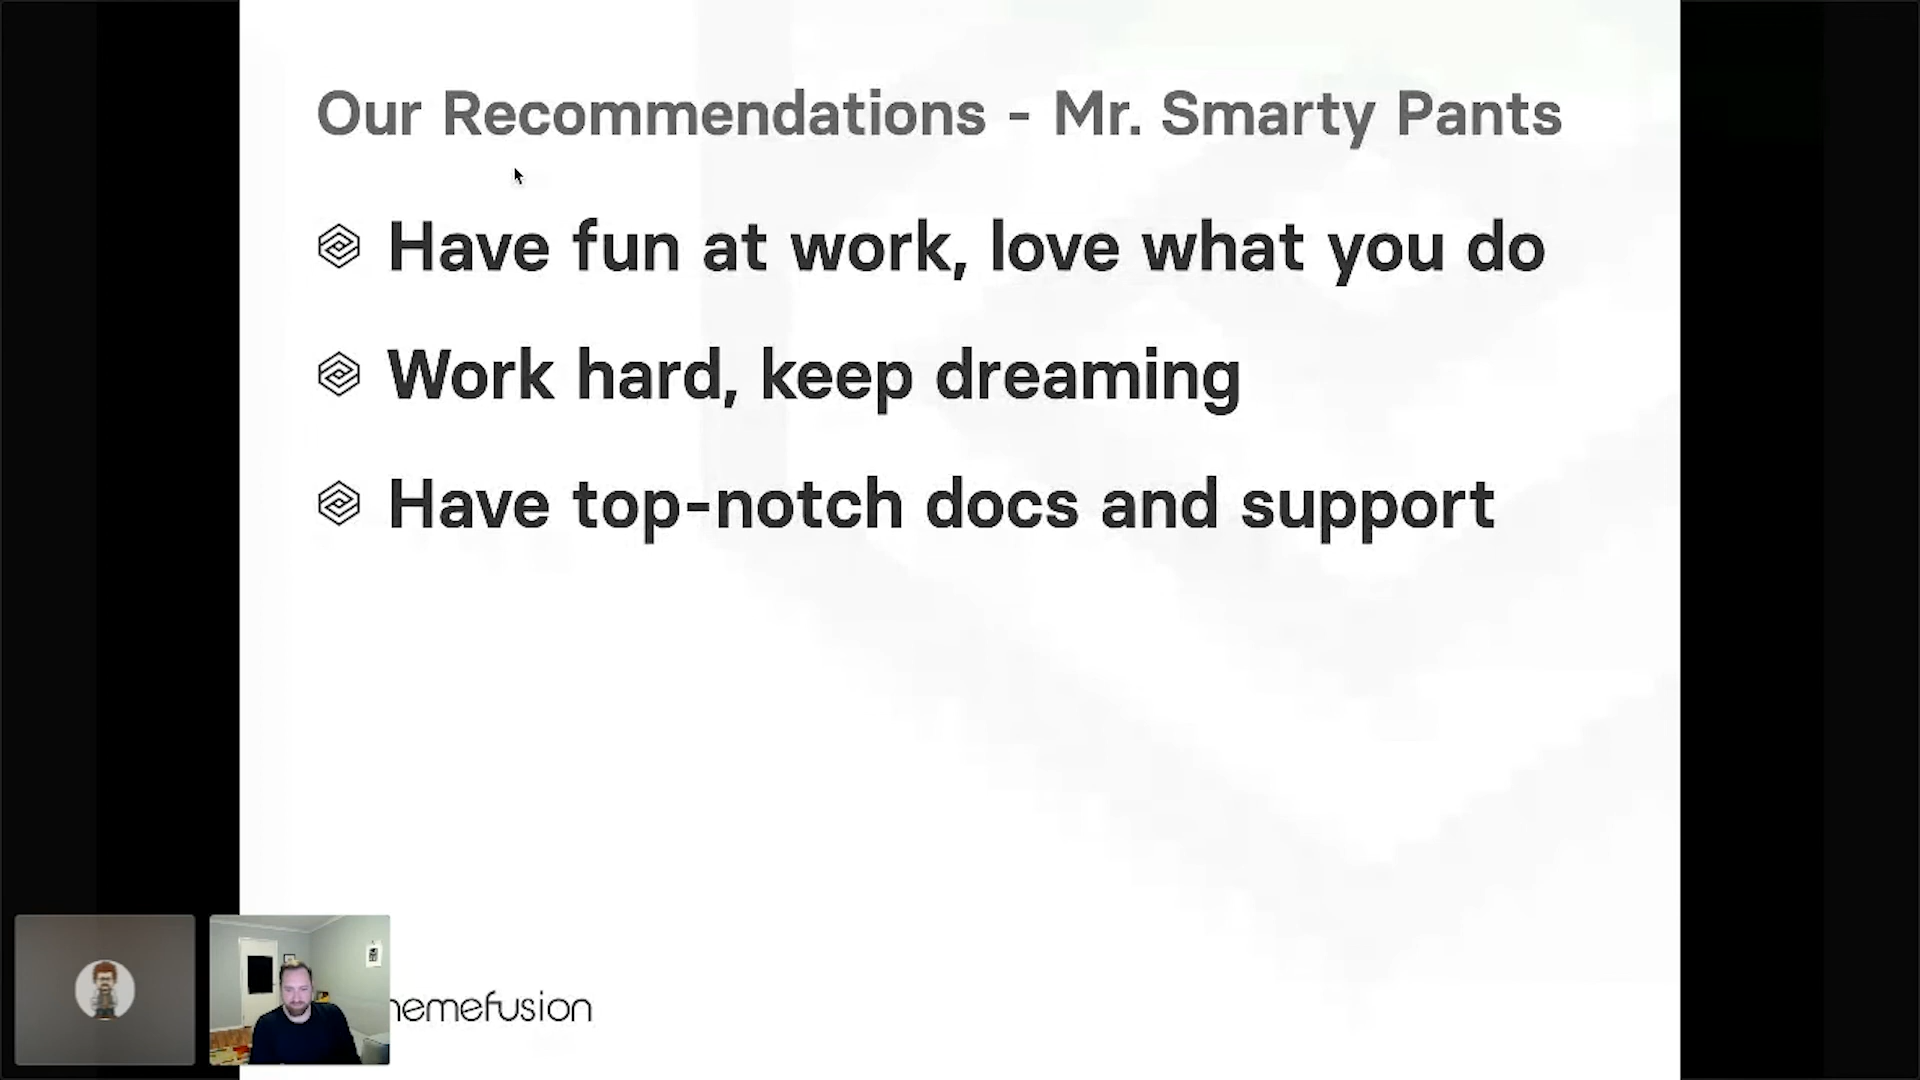 Our Recommendations - Mr. Smarty Pants
Have fun at work, love what you do
Work hard, keep dreaming
Have top-notch docs and support
hemefusion